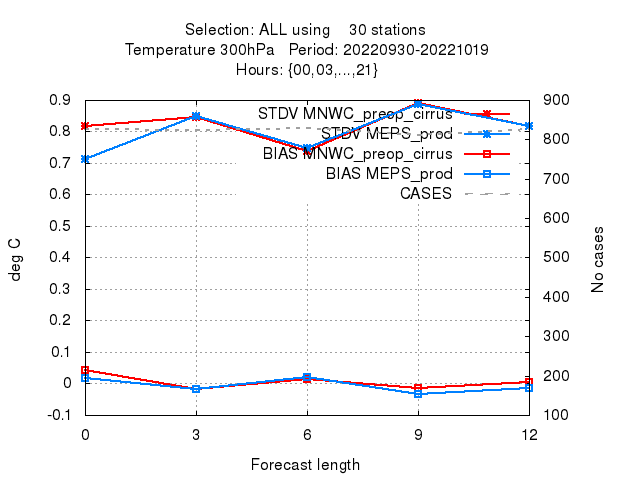 Selection: ALL using 30 stations
Temperature 300hPa Period: 20220930-20221019
Hours: {00,03,...,21}
0.9 900
STDV MNWC_preop_cirrus
0.8 STDV MEPS_prod 800
BIAS MNWC_preop_cirrus
0.7 BIAS MEPS_prod 700
0.6 CASES
600
0.5
deg C No cases
500
0.4
400
0.3
300
0.2
0.1 200
0
-0.1 100
0 3 6 9 12
Forecast length